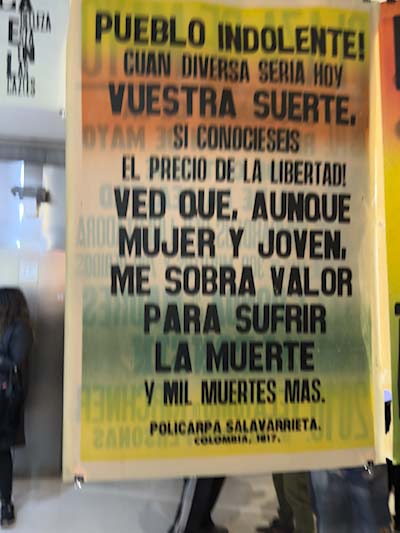 PUEBLO INDOLENTE!
CUAN DIVERSA SERIA HOY
VUESTRA SUERTE,
SI CONOCIESEIS
EL PRECIO DE LA LIBERTAD!
VED QUE, AUNQUE
MUJER Y JOVEN,
ME SOBRA VALOR
PARA SUFRIR
LA MUERTE
Y MIL MUERTES MAS.
POLICARPA SALAVARRIETA.
COLOMBIA, 1817.